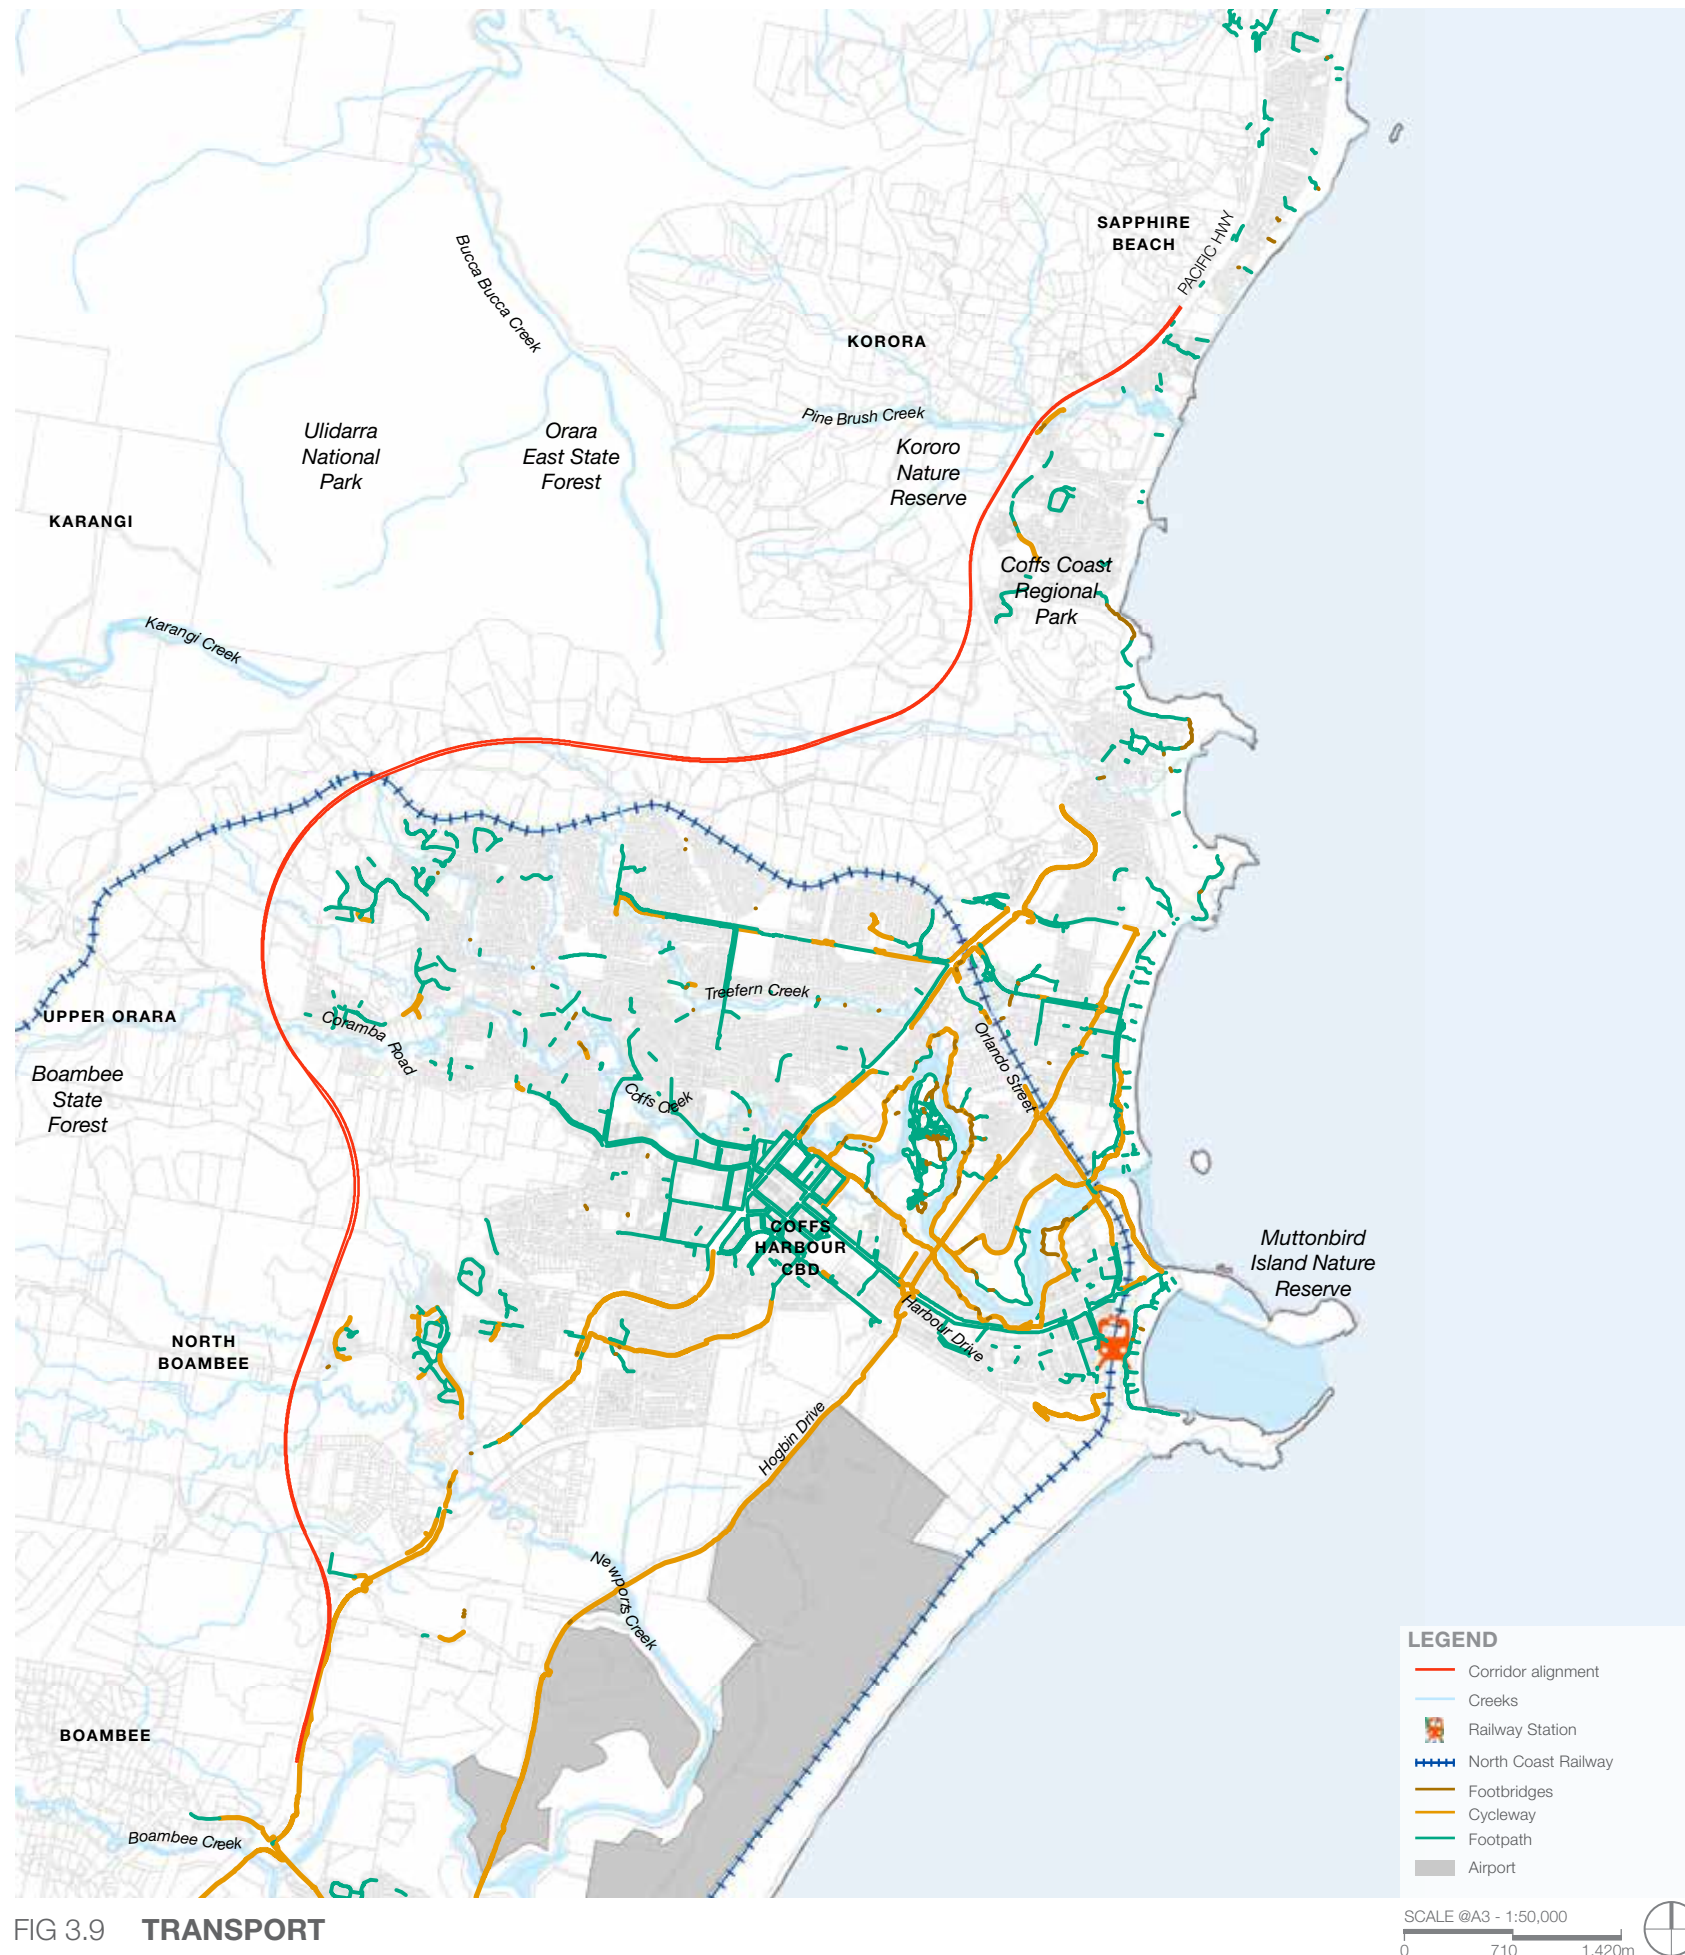 SAPPHIRE
BEACH
PACIFIC HWY
Bucca Bucca Creek
KORORA
Pine Brush Creek
Ulidarra
National
Park
Orara
East State
Forest
Kororo
Nature
Reserve
KARANGI
Coffs Coast
Regional
Park
Karangi Creek
Treefern Creek
UPPER ORARA
Coramba Road
Orlando Street
Boambee
State
Forest
Coffs Creek
COFFS
HARBOUR
CBD
Muttonbird
Island Nature
Reserve
Harbour Drive
NORTH
BOAMBEE
Hogbin Drive
Newports Creek
BOAMBEE
Boambee Creek
LEGEND
Corridor alignment
Creeks
Railway Station
North Coast Railway
Footbridges
Cycleway
Footpath
Airport
FIG 3.9 TRANSPORT
SCALE @A3 - 1:50,000
0 710 1,420m